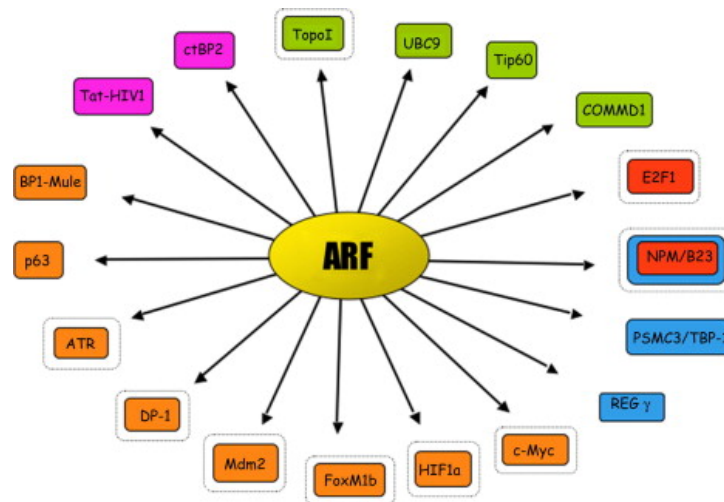 TopoI
ctBP2
UBC9
Tip60
Tat-HIV1
COMMD1
BP1-Mule
E2F1
ARF
p63
NPM/B23
ATR
PSMC3/TBP-1
DP-1
REG γ
Mdm2
FoxM1b
HIF1a
c-Myc